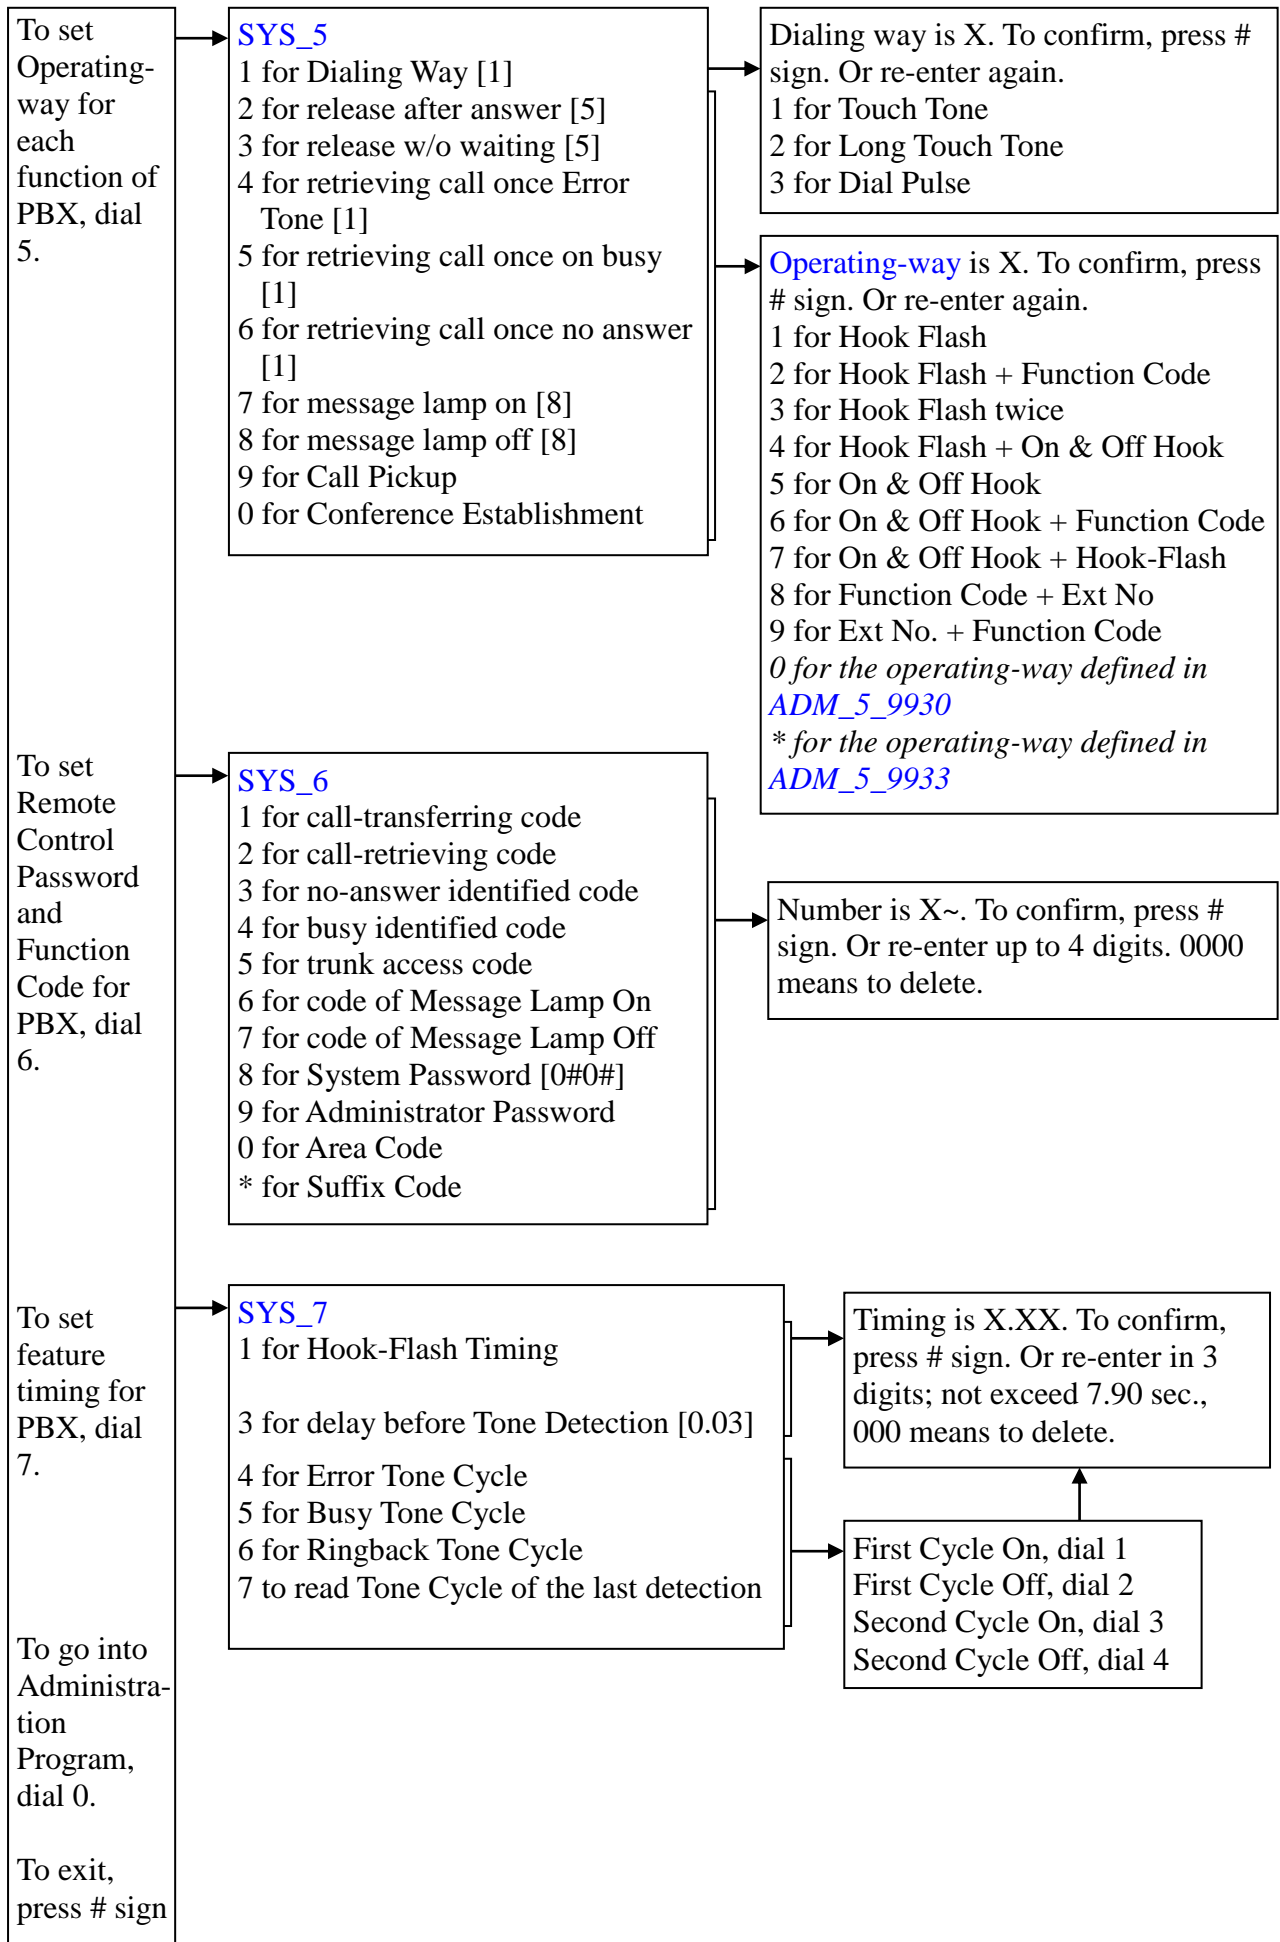 To set
Operating-
way for
each
function of
PBX, dial
5.
SYS_5
1 for Dialing Way [1]
2 for release after answer [5]
3 for release w/o waiting [5]
4 for retrieving call once Error
Tone [1]
5 for retrieving call once on busy
[1]
6 for retrieving call once no answer
[1]
7 for message lamp on [8]
8 for message lamp off [8]
9 for Call Pickup
0 for Conference Establishment
Dialing way is X. To confirm, press #
sign. Or re-enter again.
1 for Touch Tone
2 for Long Touch Tone
3 for Dial Pulse
Operating-way is X. To confirm, press
# sign. Or re-enter again.
1 for Hook Flash
2 for Hook Flash + Function Code
3 for Hook Flash twice
4 for Hook Flash + On & Off Hook
5 for On & Off Hook
6 for On & Off Hook + Function Code
7 for On & Off Hook + Hook-Flash
8 for Function Code + Ext No
9 for Ext No. + Function Code
0 for the operating-way defined in
ADM_5_9930
* for the operating-way defined in
ADM_5_9933
To set
Remote
Control
Password
and
Function
Code for
PBX, dial
6.
SYS_6
1 for call-transferring code
2 for call-retrieving code
3 for no-answer identified code
4 for busy identified code
5 for trunk access code
6 for code of Message Lamp On
7 for code of Message Lamp Off
8 for System Password [0#0#]
9 for Administrator Password
0 for Area Code
* for Suffix Code
Number is X~. To confirm, press #
sign. Or re-enter up to 4 digits. 0000
means to delete.
To set
feature
timing for
PBX, dial
7.
SYS_7
1 for Hook-Flash Timing
3 for delay before Tone Detection [0.03]
4 for Error Tone Cycle
5 for Busy Tone Cycle
6 for Ringback Tone Cycle
7 to read Tone Cycle of the last detection
Timing is X.XX. To confirm,
press # sign. Or re-enter in 3
digits; not exceed 7.90 sec.,
000 means to delete.
First Cycle On, dial 1
First Cycle Off, dial 2
Second Cycle On, dial 3
Second Cycle Off, dial 4
To go into
Administra-
tion
Program,
dial 0.
To exit,
press # sign